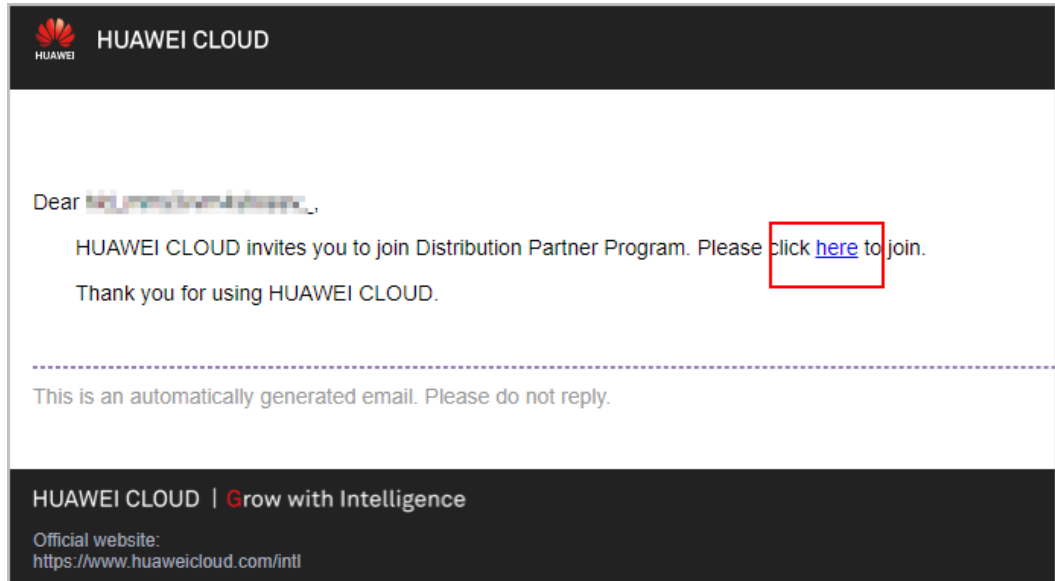 HUAWEI
HUAWEI CLOUD
Dear
HUAWEI CLOUD invites you to join Distribution Partner Program. Please click here to join.
Thank you for using HUAWEI CLOUD.
This is an automatically generated email. Please do not reply.
HUAWEI CLOUD | Grow with Intelligence
Official website:
https://www.huaweicloud.com/intl